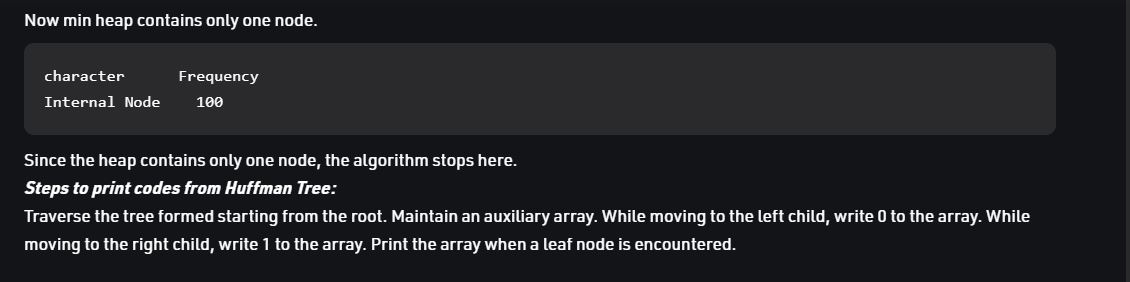 Now min heap contains only one node.
character      Frequency
Internal Node    100
Since the heap contains only one node, the algorithm stops here.
Steps to print codes from Huffman Tree:
Traverse the tree formed starting from the root. Maintain an auxiliary array. While moving to the left child, write 0 to the array. While
moving to the right child, write 1 to the array. Print the array when a leaf node is encountered.